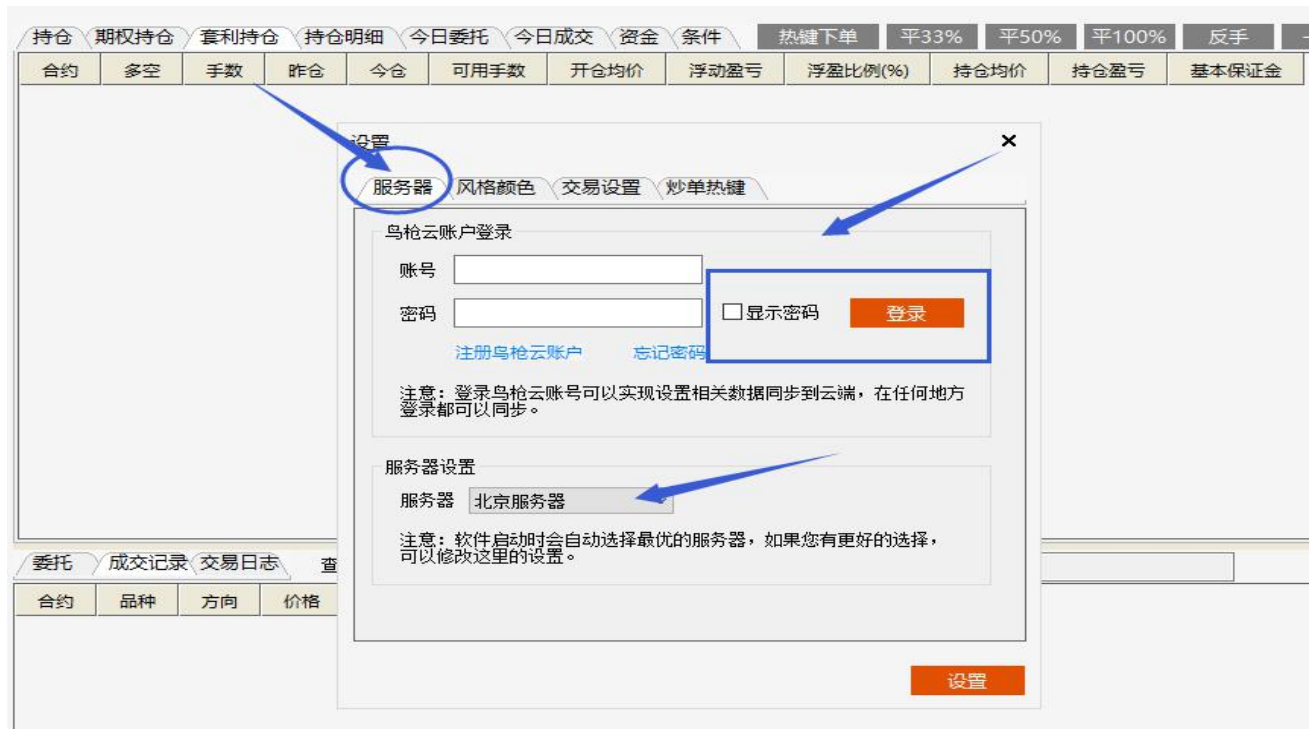 持仓 期权持仓 套利持仓 持仓明细 今日委托 今日成交 资金 条件 热键下单 平33% 平50% 平100% 反手
合约 多空 手数 昨仓 今仓 可用手数 开仓均价 浮动盈亏 浮盈比例(%) 持仓均价 持仓盈亏 基本保证金
设置
服务器 风格颜色 交易设置 炒单热键
鸟枪云账户登录
账号
密码 显示密码 登录
注册鸟枪云账户 忘记密码
注意：登录鸟枪云账号可以实现设置相关数据同步到云端，在任何地方
登录都可以同步。
服务器设置
服务器 北京服务器
注意：软件启动时会自动选择最优的服务器，如果您有更好的选择，
可以修改这里的设置。
委托 成交记录 交易日志 查
合约 品种 方向 价格
设置